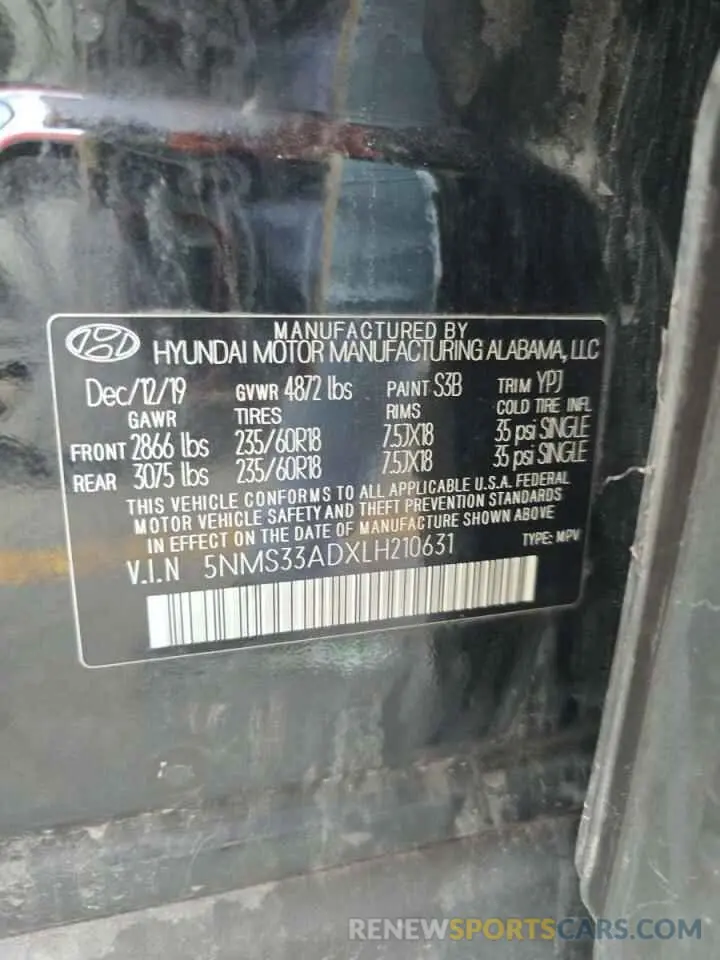 MANUFACTURED BY
HYUNDAI MOTOR MANUFACTURING ALABAMA, LLC
Dec/12/19 GVWR 4872 lbs PAINT S3B TRIM YPJ
GAWR TIRES RIMS COLD TIRE INFL
FRONT 2866 lbs 235/60R18 7.5JX18 35 psi SINGLE
REAR 3075 lbs 235/60R18 7.5JX18 35 psi SINGLE
THIS VEHICLE CONFORMS TO ALL APPLICABLE U.S.A. FEDERAL
MOTOR VEHICLE SAFETY AND THEFT PREVENTION STANDARDS
IN EFFECT ON THE DATE OF MANUFACTURE SHOWN ABOVE
V.I.N 5NMS33ADXLH210631 TYPE: MPV
RENEWSPORTSCARS.COM